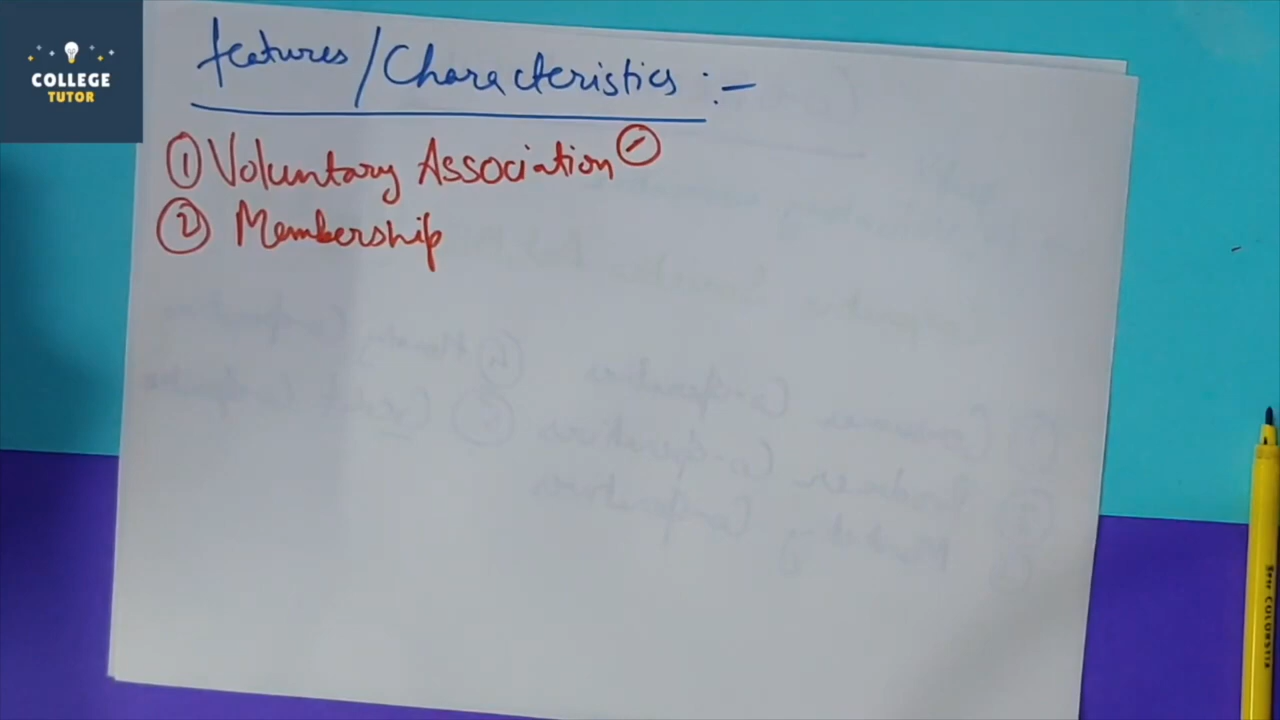 COLLEGE
TUTOR
features/Characteristics :-
① Voluntary Association
② Membership